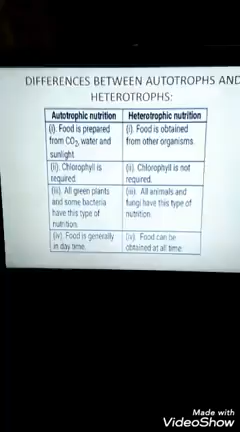 DIFFERENCES BETWEEN AUTOTROPHS AND
HETEROTROPHS:
Autotrophic nutrition
Heterotrophic nutrition
(i). Food is prepared
from CO₂, water and
sunlight.
(i). Food is obtained
from other organisms.
(ii). Chlorophyll is
required.
(ii). Chlorophyll is not
required.
(iii). All green plants
and some bacteria
have this type of
nutrition.
(iii). All animals and
fungi have this type of
nutrition.
(iv). Food is generally
in day time.
(iv). Food can be
obtained at all time.
Made with
VideoShow